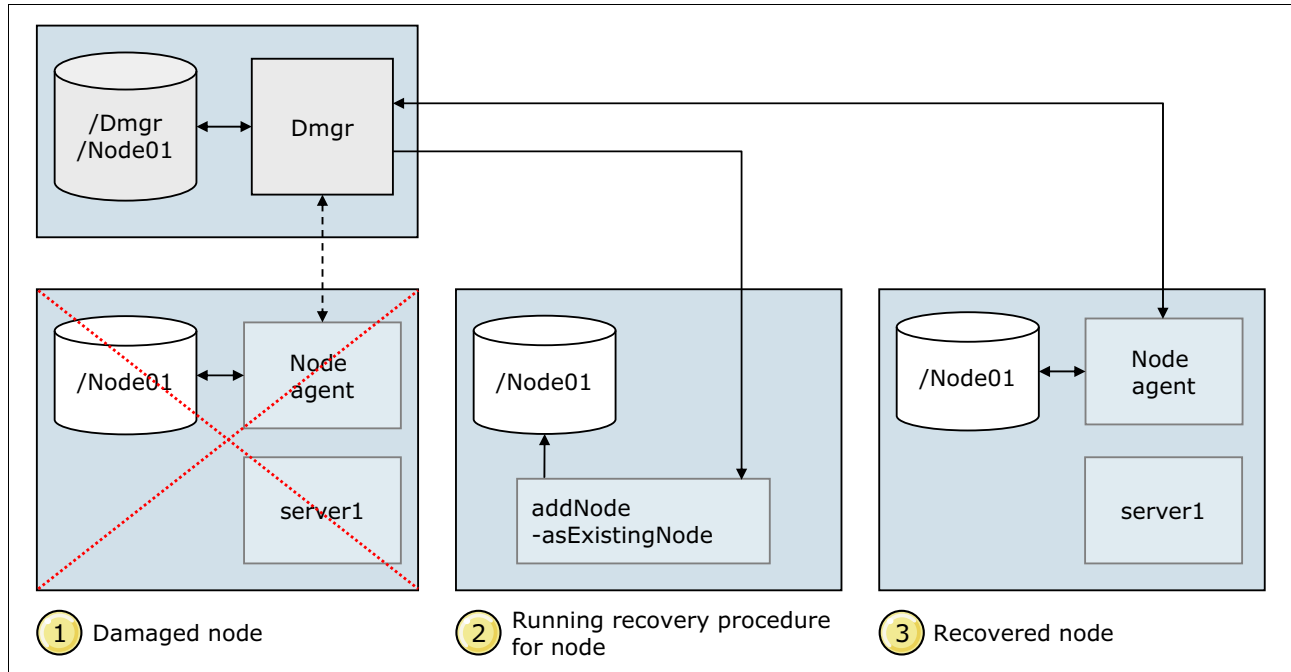 /Dmgr
/Node01
Dmgr
/Node01
Node
agent
server1
/Node01
addNode
-asExistingNode
/Node01
Node
agent
server1
1 Damaged node
2 Running recovery procedure
for node
3 Recovered node